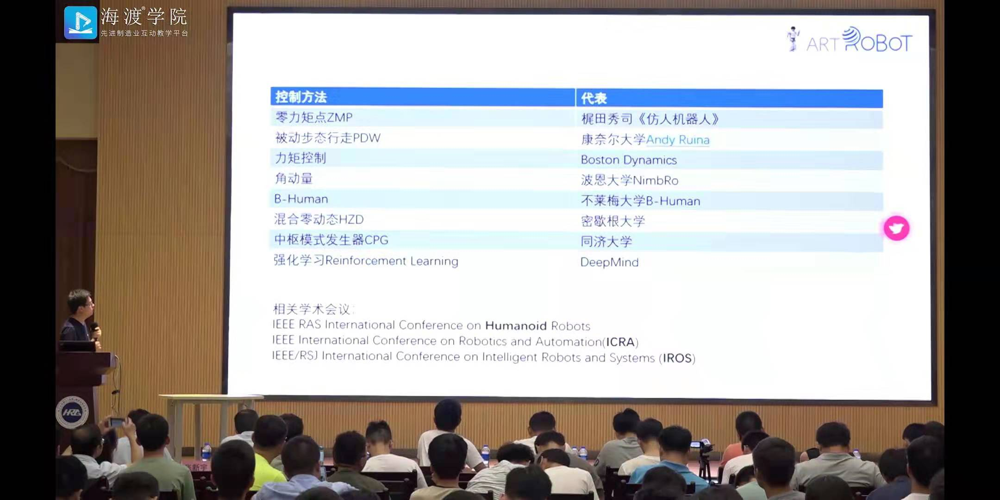 海渡学院®
先进制造业互动教学平台
ART ROBOT
控制方法 代表
零力矩点ZMP 梶田秀司《仿人机器人》
被动步态行走PDW 康奈尔大学Andy Ruina
力矩控制 Boston Dynamics
角动量 波恩大学NimbRo
B-Human 不莱梅大学B-Human
混合零动态HZD 密歇根大学
中枢模式发生器CPG 同济大学
强化学习Reinforcement Learning DeepMind
相关学术会议:
IEEE RAS International Conference on Humanoid Robots
IEEE International Conference on Robotics and Automation(ICRA)
IEEE/RSJ International Conference on Intelligent Robots and Systems (IROS)
HRG